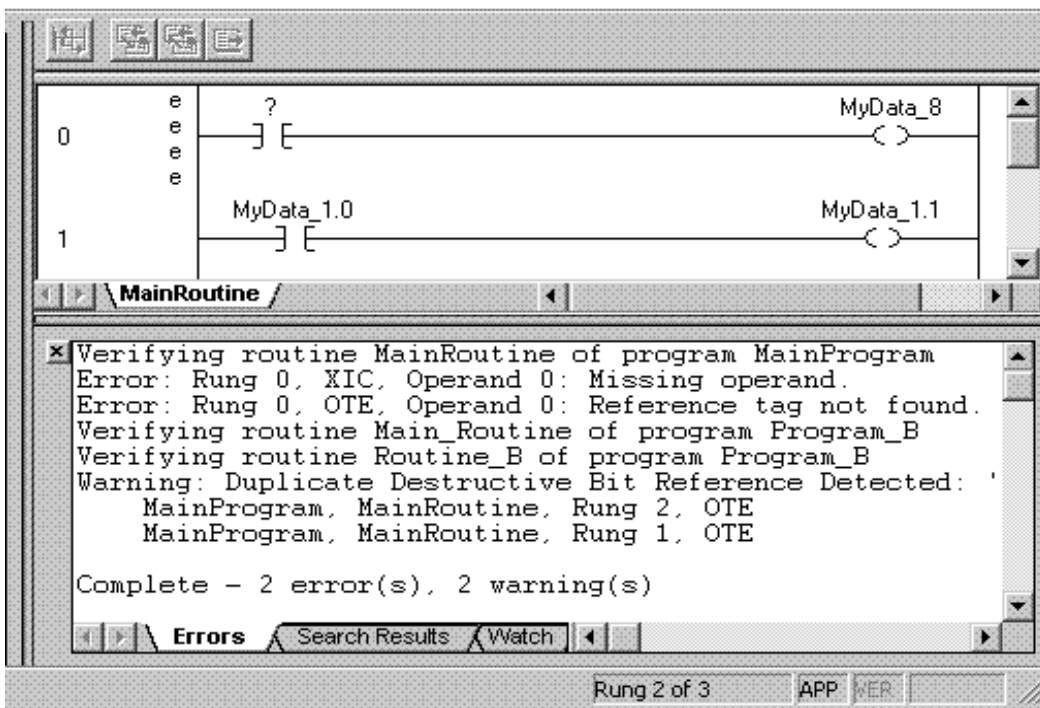 e
? MyData_8
0 e
e
e
MyData_1.0 MyData_1.1
1
MainRoutine
Verifying routine MainRoutine of program MainProgram
Error: Rung 0, XIC, Operand 0: Missing operand.
Error: Rung 0, OTE, Operand 0: Reference tag not found.
Verifying routine Main_Routine of program Program_B
Verifying routine Routine_B of program Program_B
Warning: Duplicate Destructive Bit Reference Detected: '
MainProgram, MainRoutine, Rung 2, OTE
MainProgram, MainRoutine, Rung 1, OTE
Complete - 2 error(s), 2 warning(s)
Errors Search Results Watch
Rung 2 of 3 APP VER